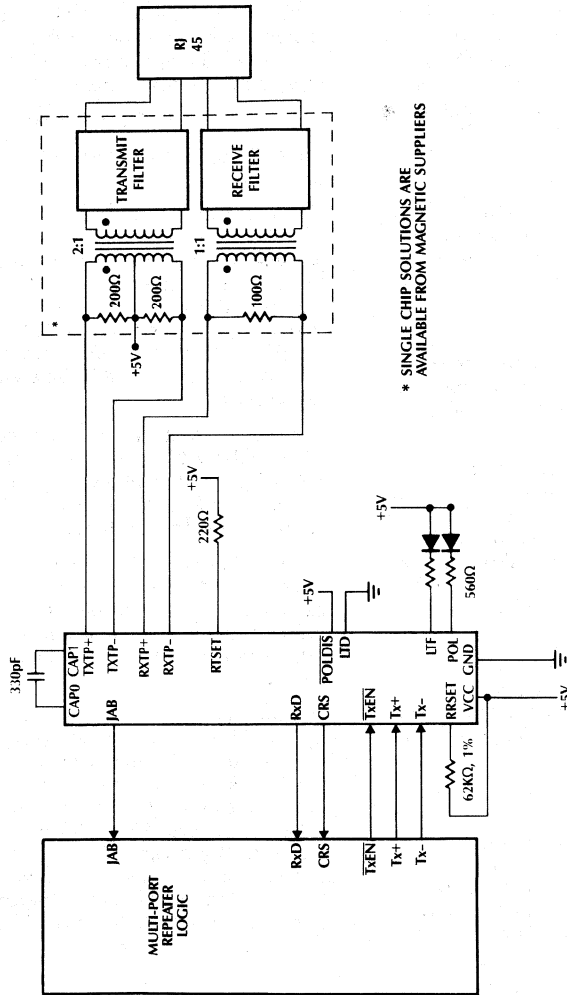 MULTI-PORT
REPEATER
LOGIC
JAB
RxD
CRS
TxEN
Tx+
Tx−
330pF
CAP0
CAP1
JAB
RxD
CRS
TxEN
Tx+
Tx−
RRSET
VCC
GND
62KΩ, 1%
+5V
TXTP+
TXTP−
RXTP+
RXTP−
RTSET
POLDIS
LTD
LTF
POL
220Ω
+5V
+5V
+5V
560Ω
*
200Ω
200Ω
+5V
100Ω
2:1
1:1
TRANSMIT
FILTER
RECEIVE
FILTER
RJ
45
* SINGLE CHIP SOLUTIONS ARE
AVAILABLE FROM MAGNETIC SUPPLIERS